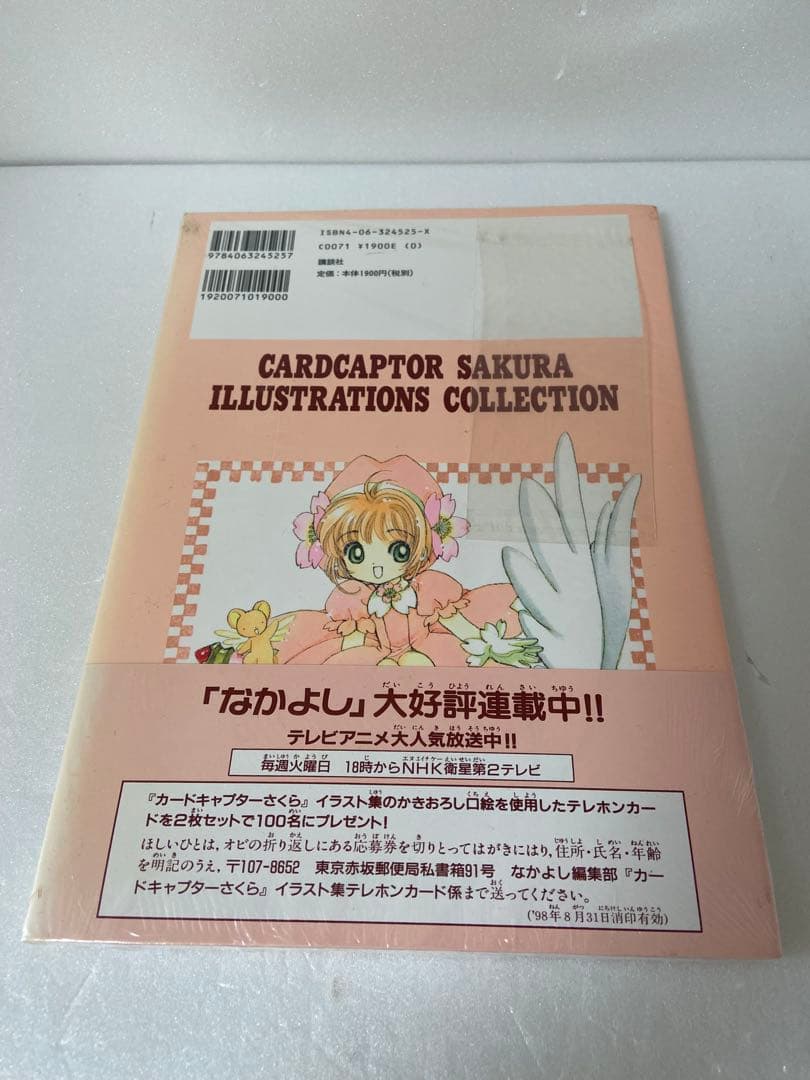 ISBN4-06-324525-X
9784063245257
C0071 ¥1900E (0)
講談社
定価：本体1900円(税別)
1920071019000
CARDCAPTOR SAKURA
ILLUSTRATIONS COLLECTION
「なかよし」大好評連載中!!
テレビアニメ大人気放送中!!
毎週火曜日 18時からNHK衛星第2テレビ
『カードキャプターさくら』イラスト集のかきおろし口絵を使用したテレホンカー
ドを2枚セットで100名にプレゼント!
ほしいひとは、オビの折り返しにある応募券を切りとってはがきにはり、住所・氏名・年齢
を明記のうえ、〒107-8652 東京赤坂郵便局私書箱91号 なかよし編集部『カー
ドキャプターさくら』イラスト集テレホンカード係まで送ってください。
('98年8月31日消印有効)